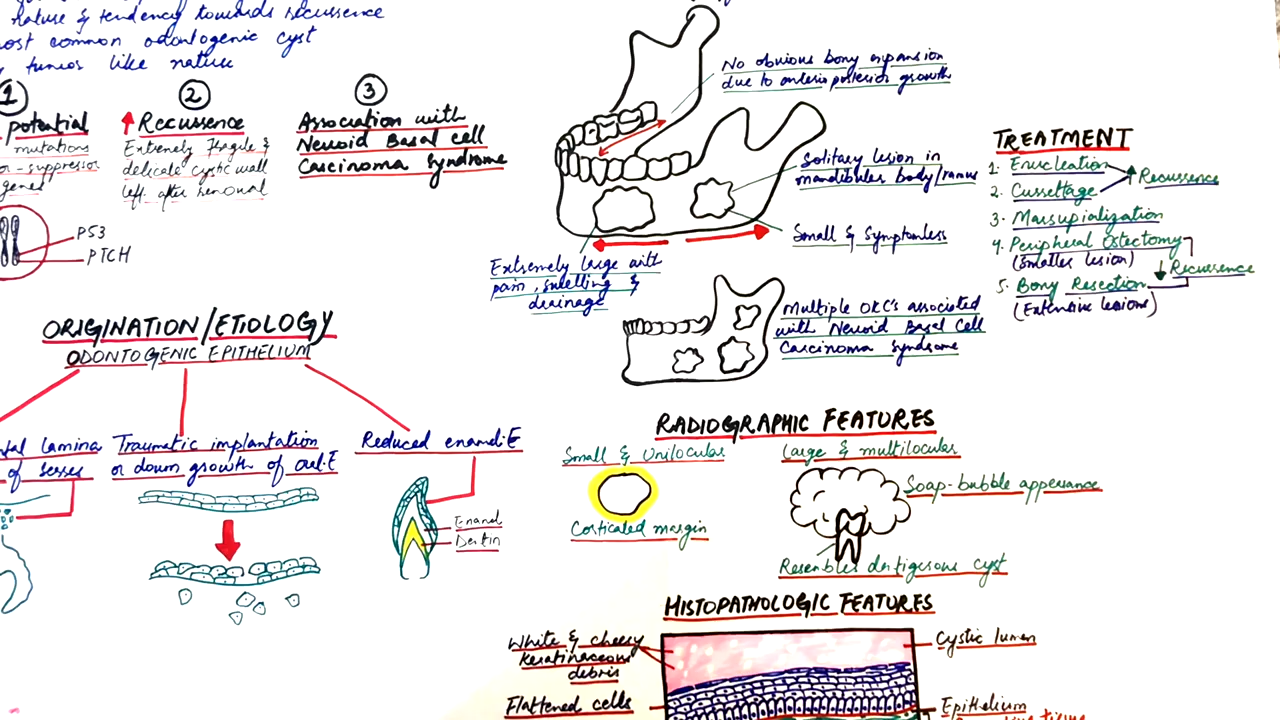 nature & tendency towards recurrence
most common odontogenic cyst
tumor like nature
1
potential
mutations
or-suppressor
genes
P53
PTCH
2
↑ Recurrence
Extremely fragile &
delicate cystic wall
left after removal
3
Association with
Nevoid Basal cell
Carcinoma Syndrome
No obvious bony expansion
due to anterio posterior growth
Solitary lesion in
mandibular body/ramus
Small & Symptomless
Extremely large with
pain, swelling &
drainage
Multiple OKC's associated
with Nevoid Basal Cell
Carcinoma Syndrome
TREATMENT
1. Enucleation
2. Curettage
↑ Recurrence
3. Marsupialization
4. Peripheral Ostectomy
(Smaller lesion)
↓ Recurrence
5. Bony Resection
(Extensive lesions)
ORIGINATION/ETIOLOGY
ODONTOGENIC EPITHELIUM
ntal lamina
of serres
Traumatic implantation
or down growth of oral.E
Reduced enamel.E
Enamel
Dentin
RADIOGRAPHIC FEATURES
Small & Unilocular
Corticated margin
Large & multilocular
Soap-bubble appearance
Resembles dentigerous cyst
HISTOPATHOLOGIC FEATURES
White & cheesy
keratinaceous
debris
Flattened cells
Cystic lumen
Epithelium